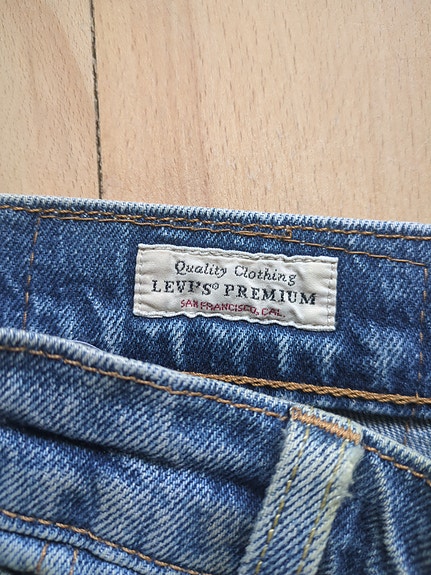 Quality Clothing
LEVI'S® PREMIUM
SAN FRANCISCO, CAL.